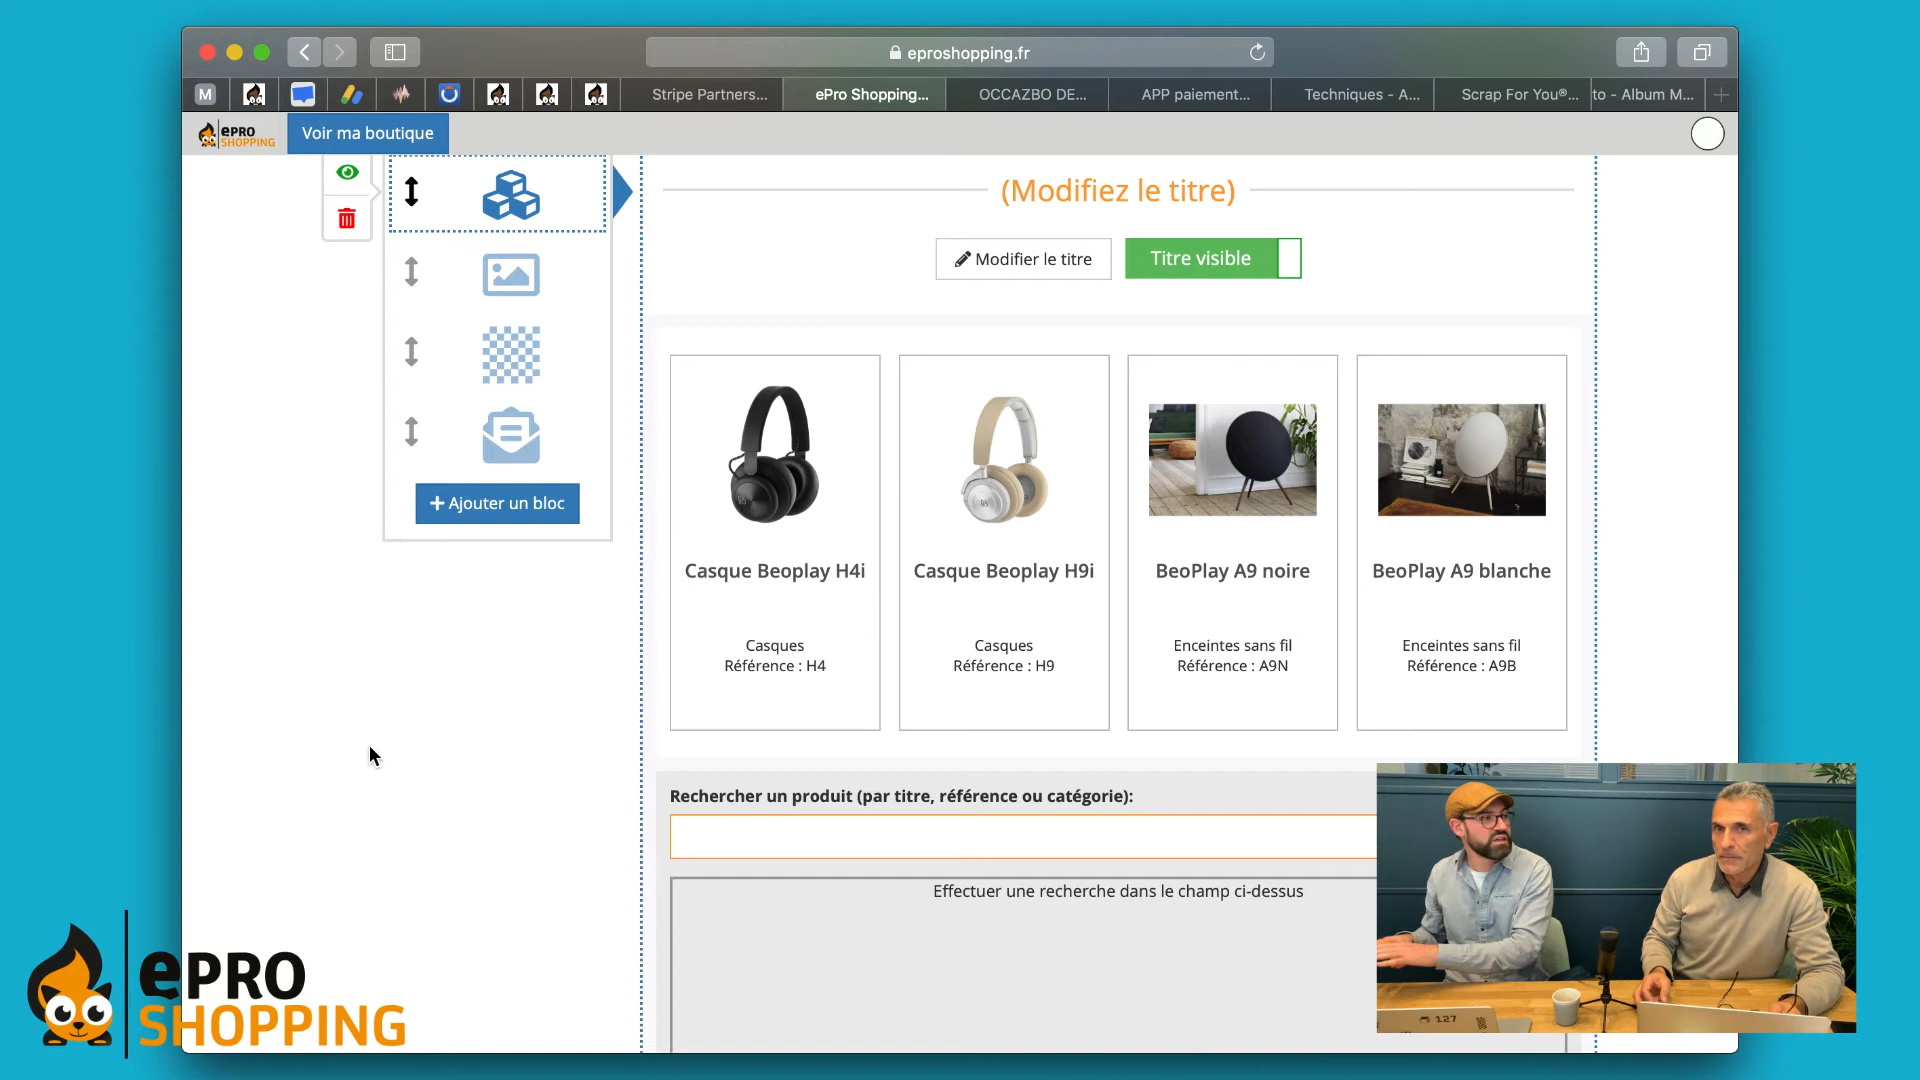 eproshopping.fr
M
Stripe Partners...
ePro Shopping...
OCCAZBO DE...
APP paiement...
Techniques - A...
Scrap For You®...
to - Album M...
ePRO
SHOPPING
Voir ma boutique
(Modifiez le titre)
Modifier le titre
Titre visible
+ Ajouter un bloc
Casque Beoplay H4i
Casques
Référence : H4
Casque Beoplay H9i
Casques
Référence : H9
BeoPlay A9 noire
Enceintes sans fil
Référence : A9N
BeoPlay A9 blanche
Enceintes sans fil
Référence : A9B
Rechercher un produit (par titre, référence ou catégorie):
Effectuer une recherche dans le champ ci-dessus
127
ePRO
SHOPPING